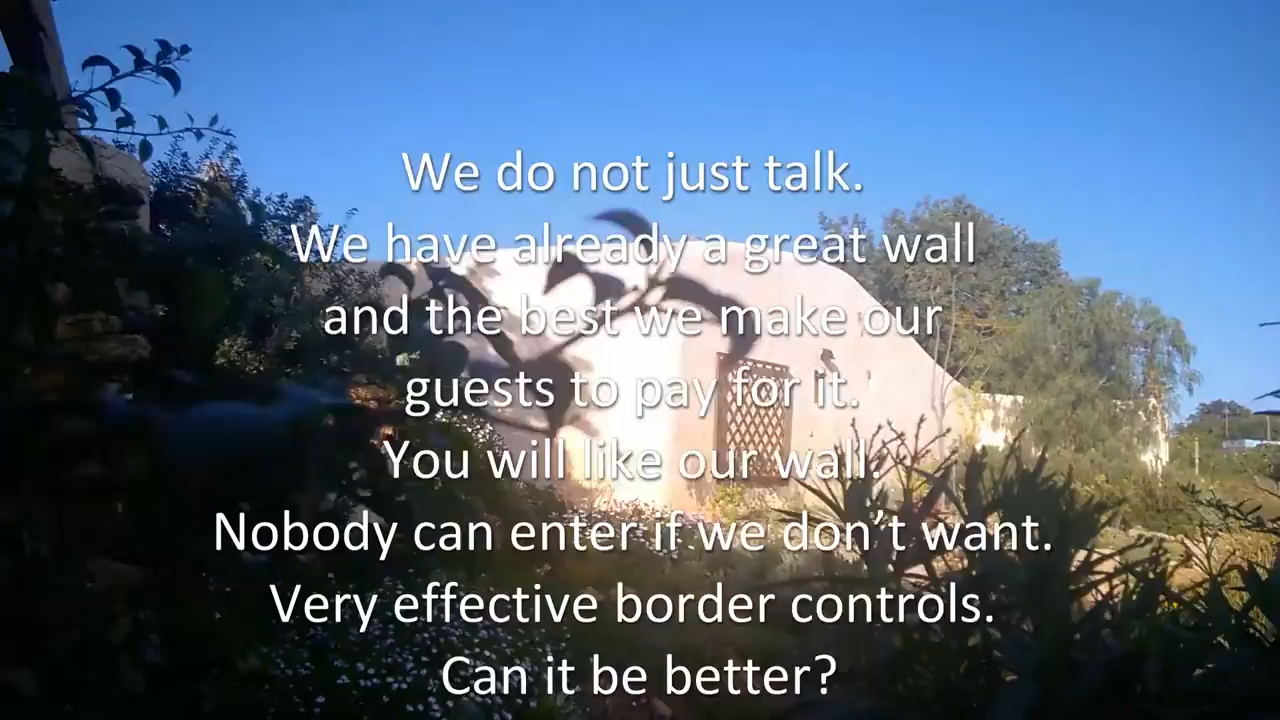 We do not just talk.
We have already a great wall
and the best we make our
guests to pay for it.
You will like our wall.
Nobody can enter if we don’t want.
Very effective border controls.
Can it be better?